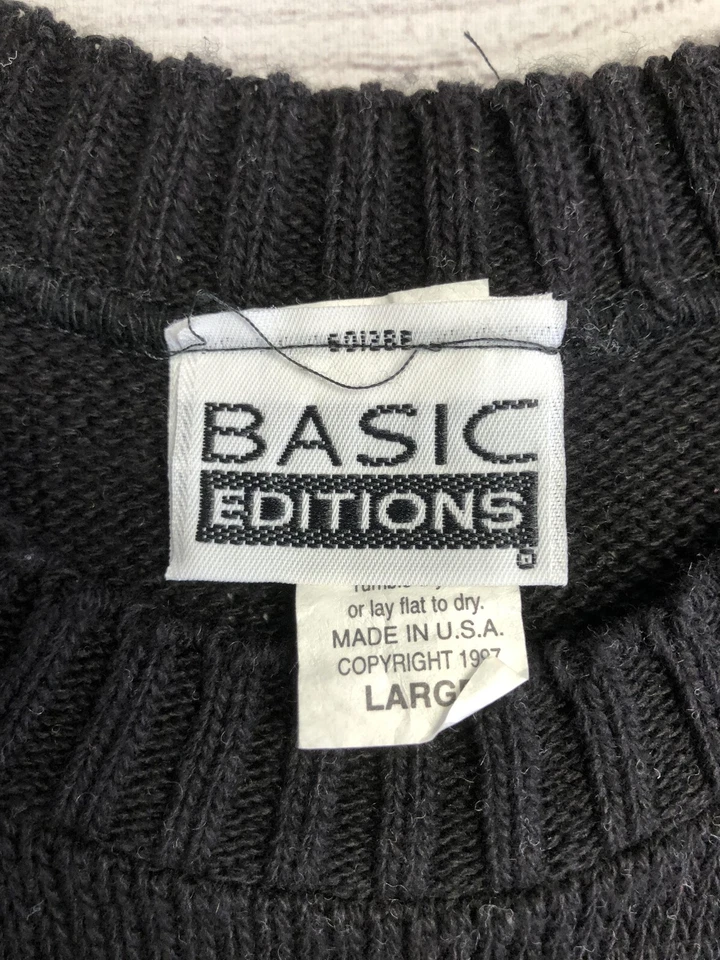 BASIC
EDITIONS
or lay flat to dry.
MADE IN U.S.A.
COPYRIGHT 1997
LARGE